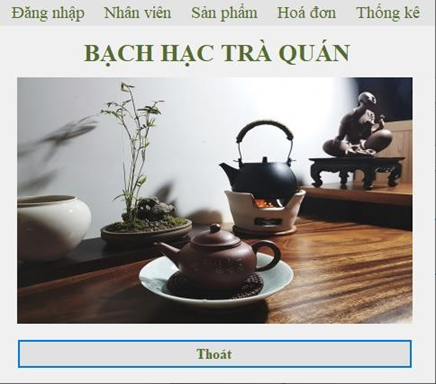 Đăng nhập Nhân viên Sản phẩm Hoá đơn Thống kê
BẠCH HẠC TRÀ QUÁN
Thoát